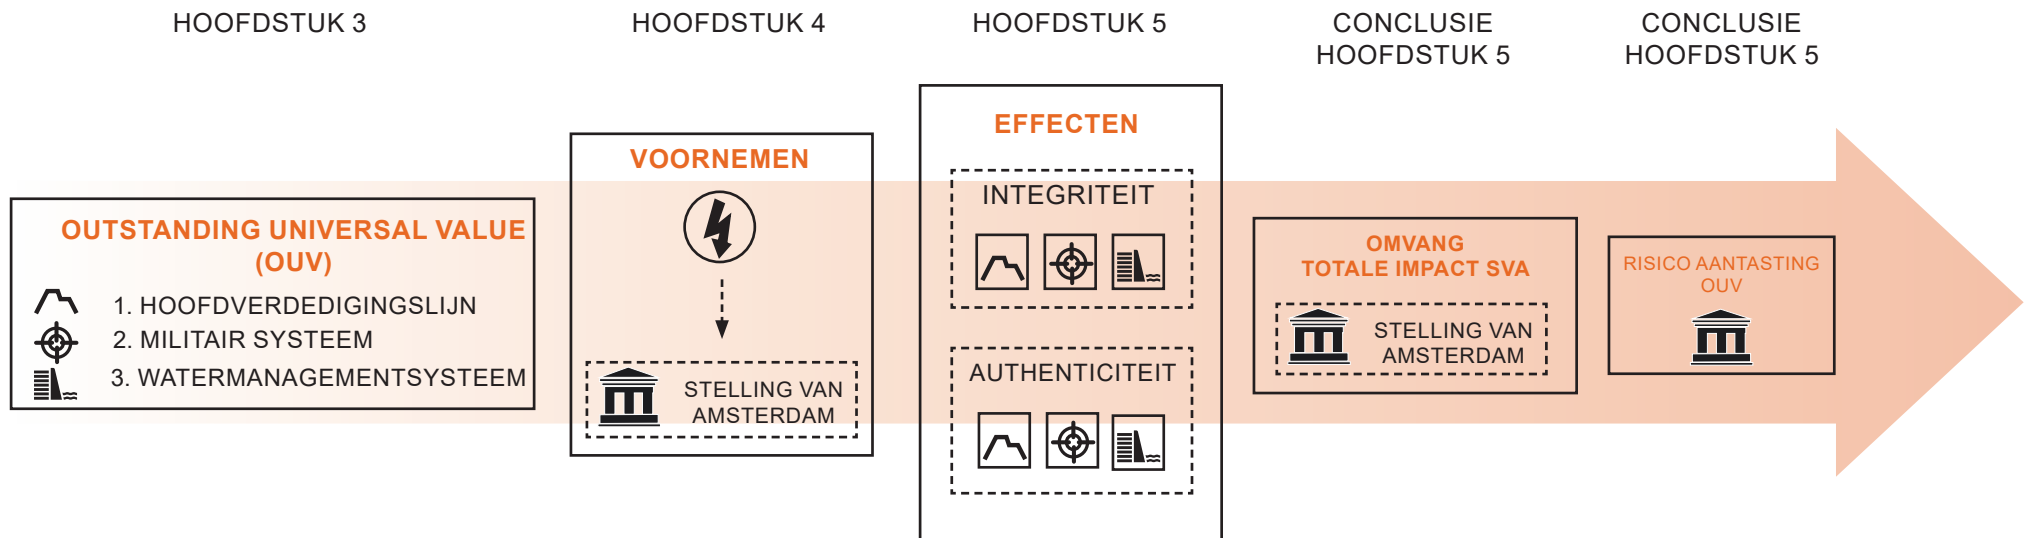 HOOFDSTUK 3
HOOFDSTUK 4
HOOFDSTUK 5
CONCLUSIE
HOOFDSTUK 5
CONCLUSIE
HOOFDSTUK 5
OUTSTANDING UNIVERSAL VALUE
(OUV)
1. HOOFDVERDEDIGINGSLIJN
2. MILITAIR SYSTEEM
3. WATERMANAGEMENTSYSTEEM
VOORNEMEN
STELLING VAN
AMSTERDAM
EFFECTEN
INTEGRITEIT
AUTHENTICITEIT
OMVANG
TOTALE IMPACT SVA
STELLING VAN
AMSTERDAM
RISICO AANTASTING
OUV